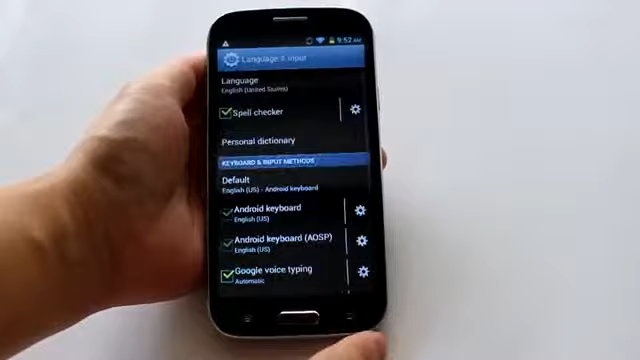 9:52 AM
Language & input
Language
English (United States)
Spell checker
Personal dictionary
KEYBOARD & INPUT METHODS
Default
English (US) - Android keyboard
Android keyboard
English (US)
Android keyboard (AOSP)
English (US)
Google voice typing
Automatic